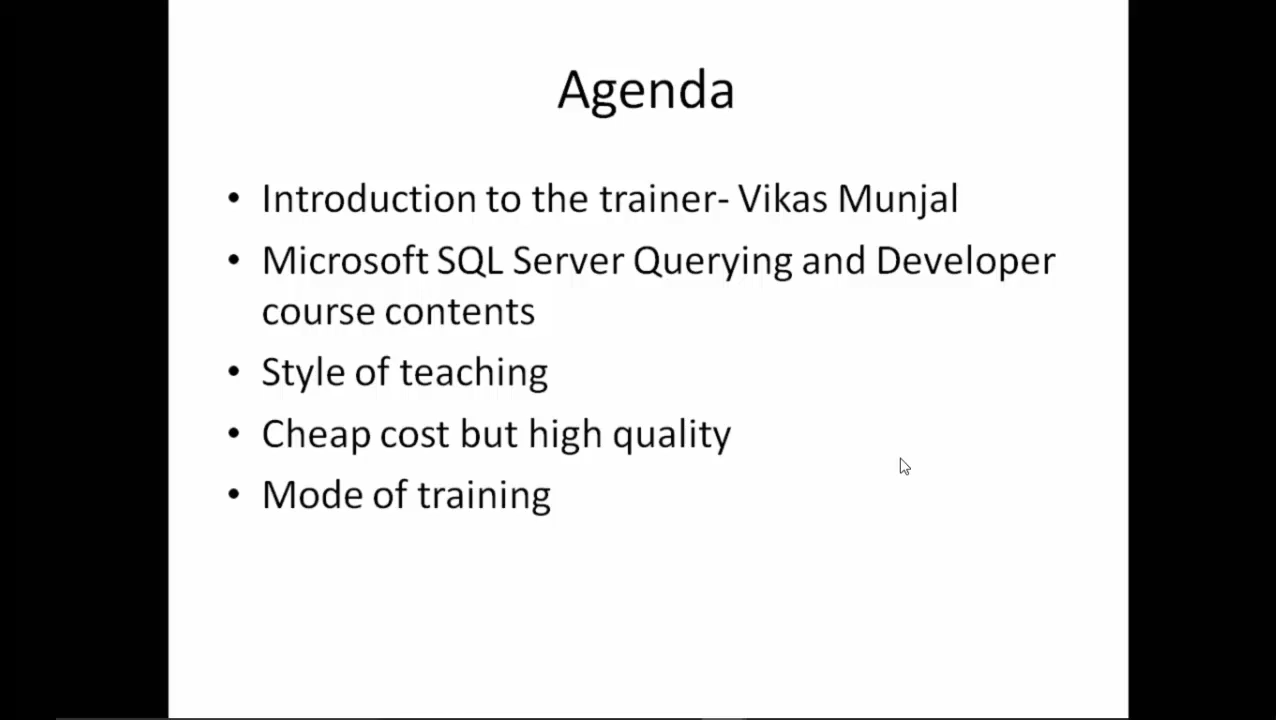 Agenda
• Introduction to the trainer- Vikas Munjal
• Microsoft SQL Server Querying and Developer
course contents
• Style of teaching
• Cheap cost but high quality
• Mode of training